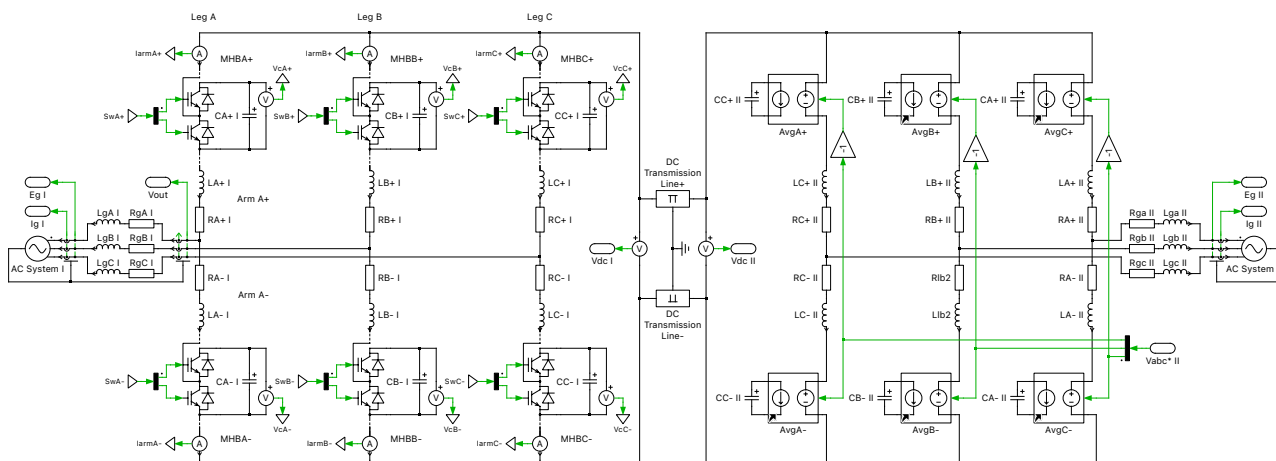 Leg A
Leg B
Leg C
IarmA+
A
IarmB+
A
IarmC+
A
MHBA+
MHBB+
MHBC+
VcA+
VcB+
VcC+
SwA+
CA+ I
V
SwB+
CB+ I
V
SwC+
CC+ I
V
CC+ II
CB+ II
CA+ II
AvgA+
AvgB+
AvgC+
-1
-1
-1
LA+ I
LB+ I
LC+ I
DC
Transmission
Line+
LC+ II
LB+ II
LA+ II
Eg I
Vout
Arm A+
Eg II
Ig I
LgA I
RgA I
RA+ I
RB+ I
RC+ I
RC+ II
RB+ II
RA+ II
Rga II
Lga II
Ig II
LgB I
RgB I
Vdc I
V
V
Vdc II
Rgb II
Lgb II
AC System I
LgC I
RgC I
Rgc II
Lgc II
AC System
RA- I
RB- I
RC- I
RC- II
RIb2
RA- II
Arm A-
LA- I
LB- I
LC- I
DC
Transmission
Line-
LC- II
LIb2
LA- II
Vabc* II
SwA-
CA- I
V
SwB-
CB- I
V
SwC-
CC- I
V
CC- II
CB- II
CA- II
VcA-
VcB-
VcC-
AvgA-
AvgB-
AvgC-
MHBA-
MHBB-
MHBC-
IarmA-
A
IarmB-
A
IarmC-
A